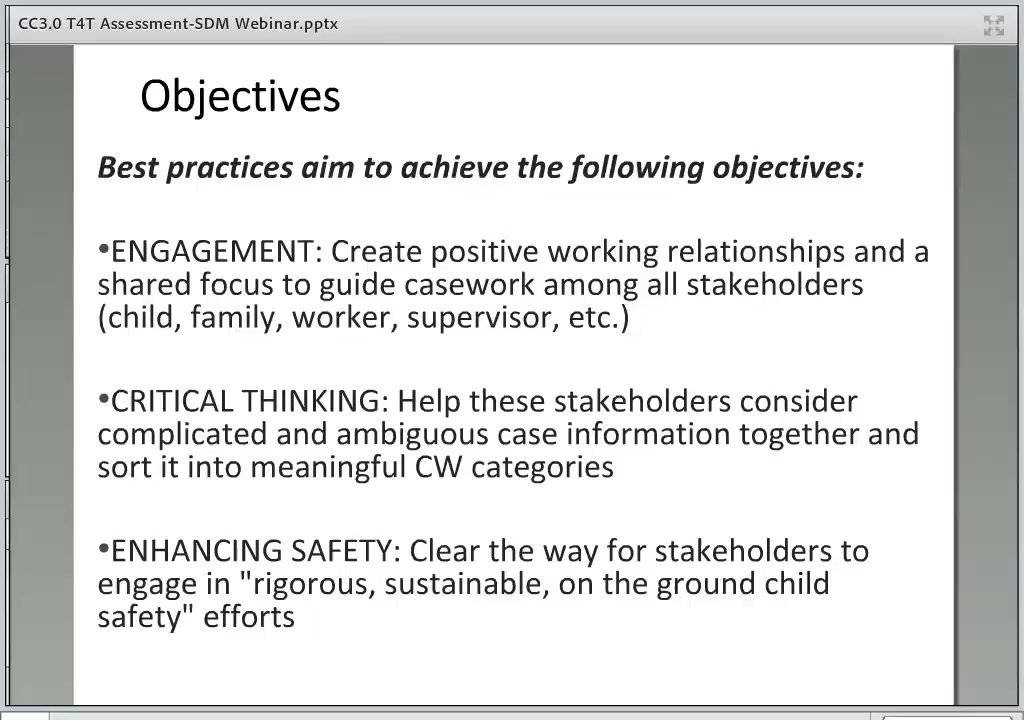 CC3.0 T4T Assessment-SDM Webinar.pptx
Objectives
Best practices aim to achieve the following objectives:
•ENGAGEMENT: Create positive working relationships and a
shared focus to guide casework among all stakeholders
(child, family, worker, supervisor, etc.)
•CRITICAL THINKING: Help these stakeholders consider
complicated and ambiguous case information together and
sort it into meaningful CW categories
•ENHANCING SAFETY: Clear the way for stakeholders to
engage in "rigorous, sustainable, on the ground child
safety" efforts